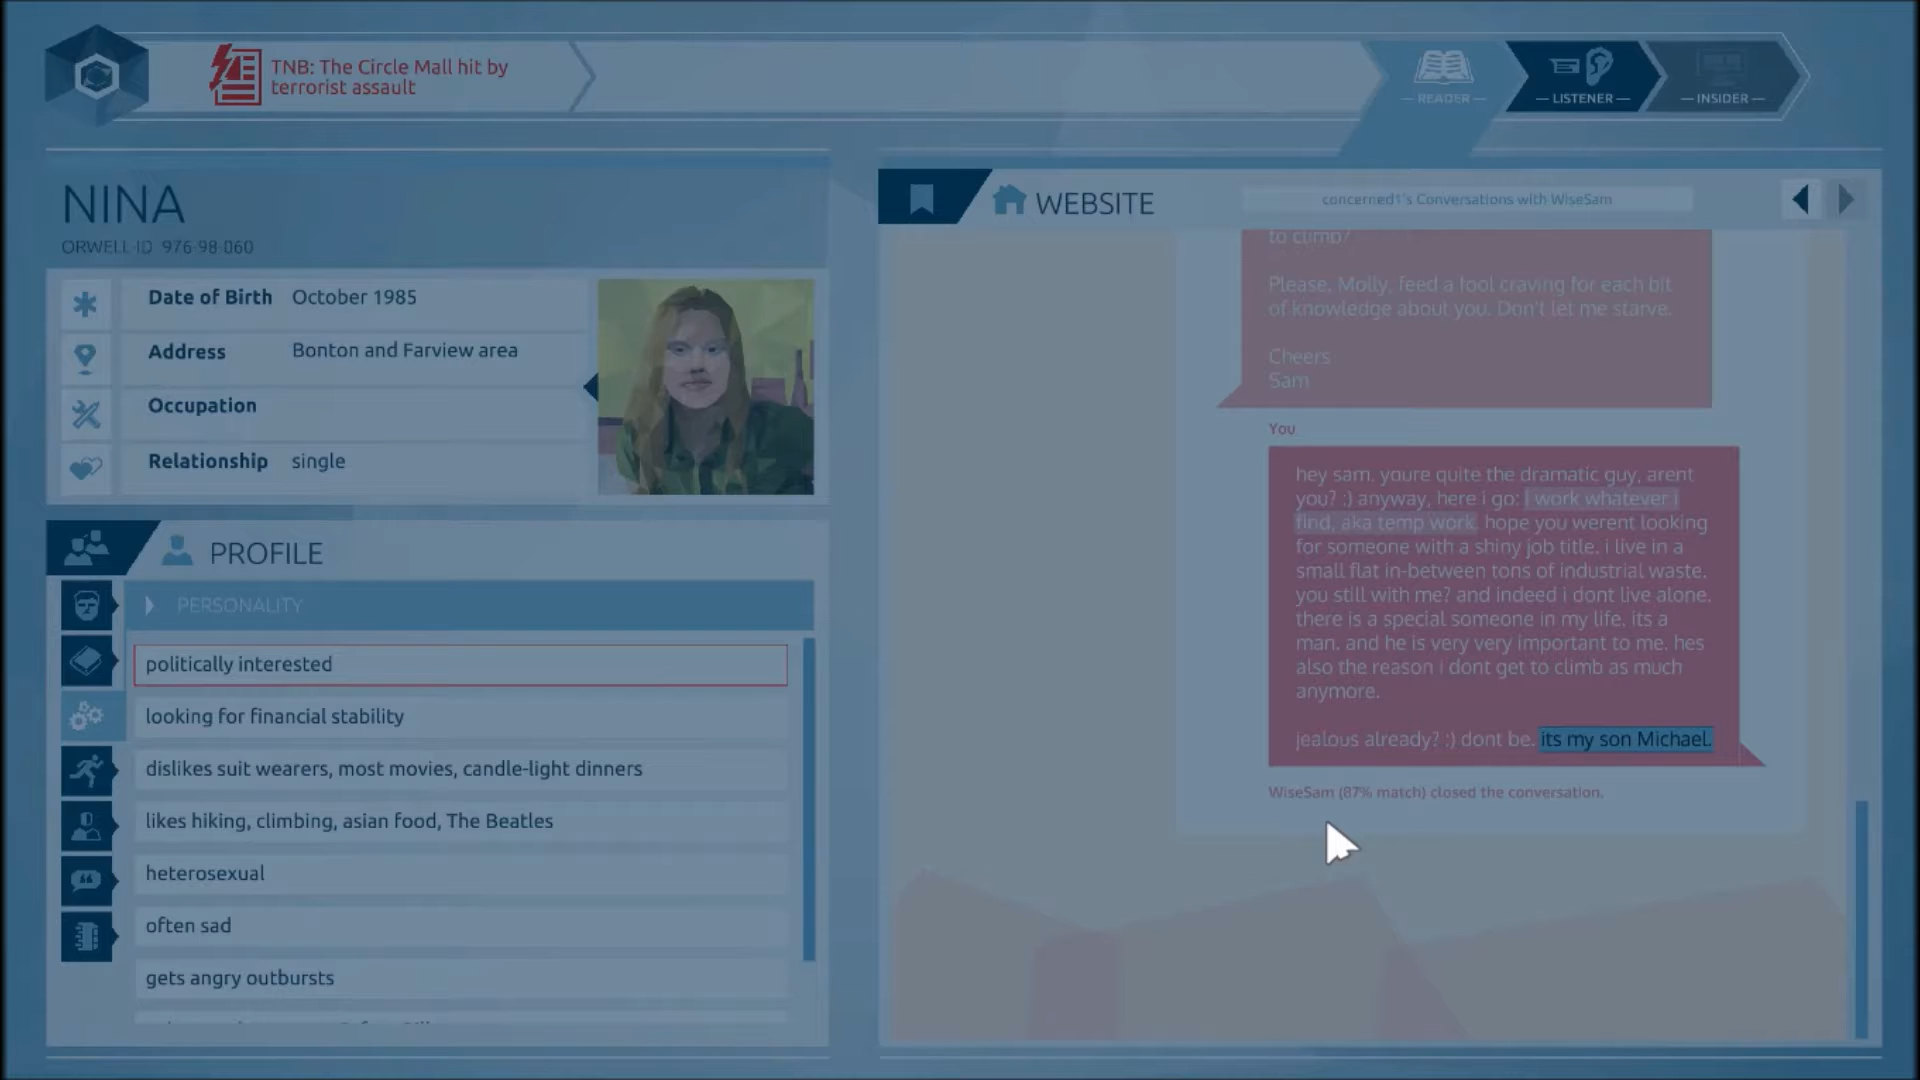 TNB: The Circle Mall hit by
terrorist assault
— READER —
— LISTENER —
— INSIDER —
NINA
ORWELL-ID 976-98-060
Date of Birth October 1985
Address Bonton and Farview area
Occupation
Relationship single
PROFILE
PERSONALITY
politically interested
looking for financial stability
dislikes suit wearers, most movies, candle-light dinners
likes hiking, climbing, asian food, The Beatles
heterosexual
often sad
gets angry outbursts
WEBSITE
concerned1's Conversations with WiseSam
to climb?
Please, Molly, feed a fool craving for each bit
of knowledge about you. Don't let me starve.
Cheers
Sam
You
hey sam. youre quite the dramatic guy, arent
you? :) anyway, here i go: I work whatever i
find, aka temp work. hope you werent looking
for someone with a shiny job title. i live in a
small flat in-between tons of industrial waste.
you still with me? and indeed i dont live alone.
there is a special someone in my life. its a
man. and he is very very important to me. hes
also the reason i dont get to climb as much
anymore.
jealous already? :) dont be. its my son Michael.
WiseSam (87% match) closed the conversation.